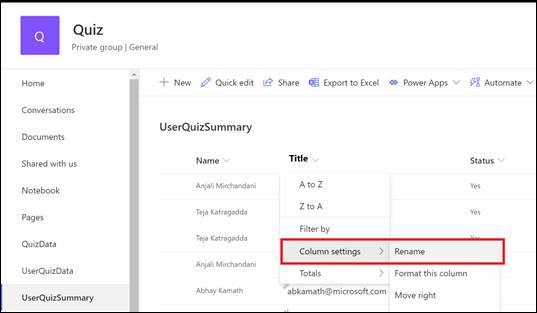 Q
Quiz
Private group | General
Home
Conversations
Documents
Shared with us
Notebook
Pages
QuizData
UserQuizData
UserQuizSummary
+ New Quick edit Share Export to Excel Power Apps Automate
UserQuizSummary
Name Title Status
Anjali Mirchandani Yes
Teja Katragadda Yes
Teja Katragadda Yes
Anjali Mirchandani
Abhay Kamath abkamath@microsoft.com
A to Z
Z to A
Filter by
Column settings
Totals
Rename
Format this column
Move right